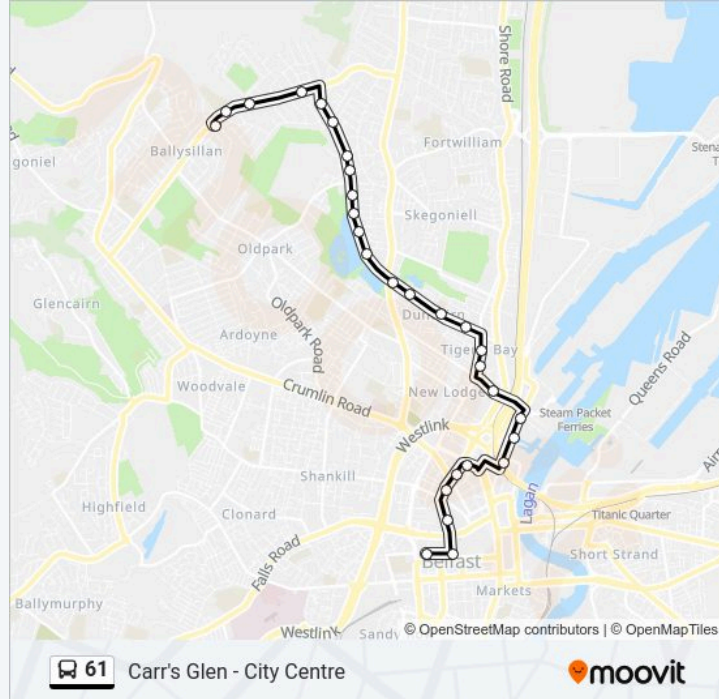 Shore Road
Fortwilliam
Stena
goniel
Ballysillan
Skegoniell
Oldpark
Glencairn
Oldpark Road
Ardoyne
Duncairn
Tigers Bay
Queens Road
Woodvale
Crumlin Road
New Lodge
Steam Packet
Ferries
Westlink
Shankill
Lagan
Highfield
Clonard
Titanic Quarter
Falls Road
Short Strand
Belfast
Markets
Ballymurphy
Westlink
Sandy
© OpenStreetMap contributors | © OpenMapTiles
61 Carr's Glen - City Centre
moovit